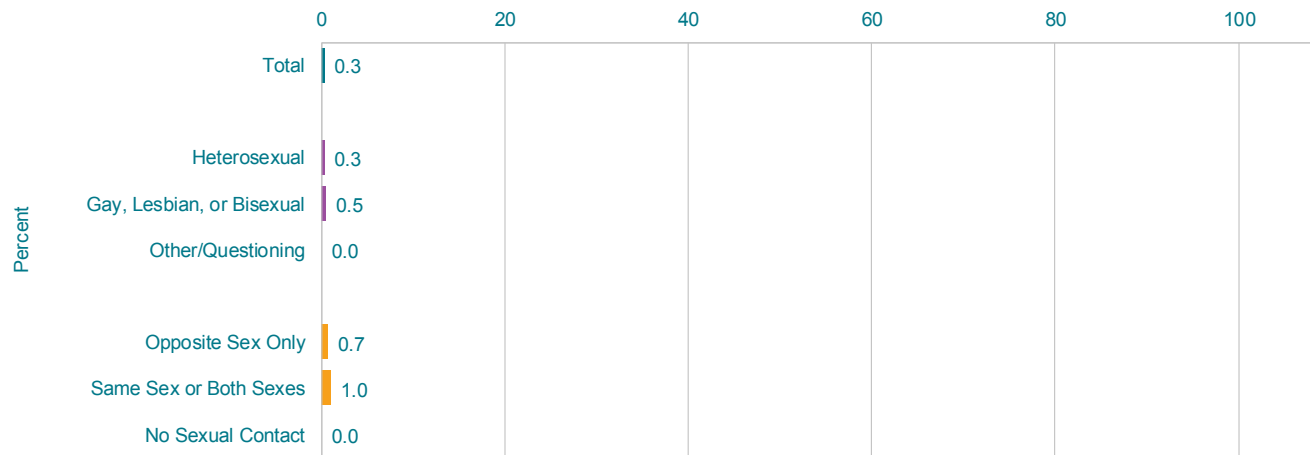 0 20 40 60 80 100
Total 0.3
Heterosexual 0.3
Gay, Lesbian, or Bisexual 0.5
Other/Questioning 0.0
Opposite Sex Only 0.7
Same Sex or Both Sexes 1.0
No Sexual Contact 0.0
Percent